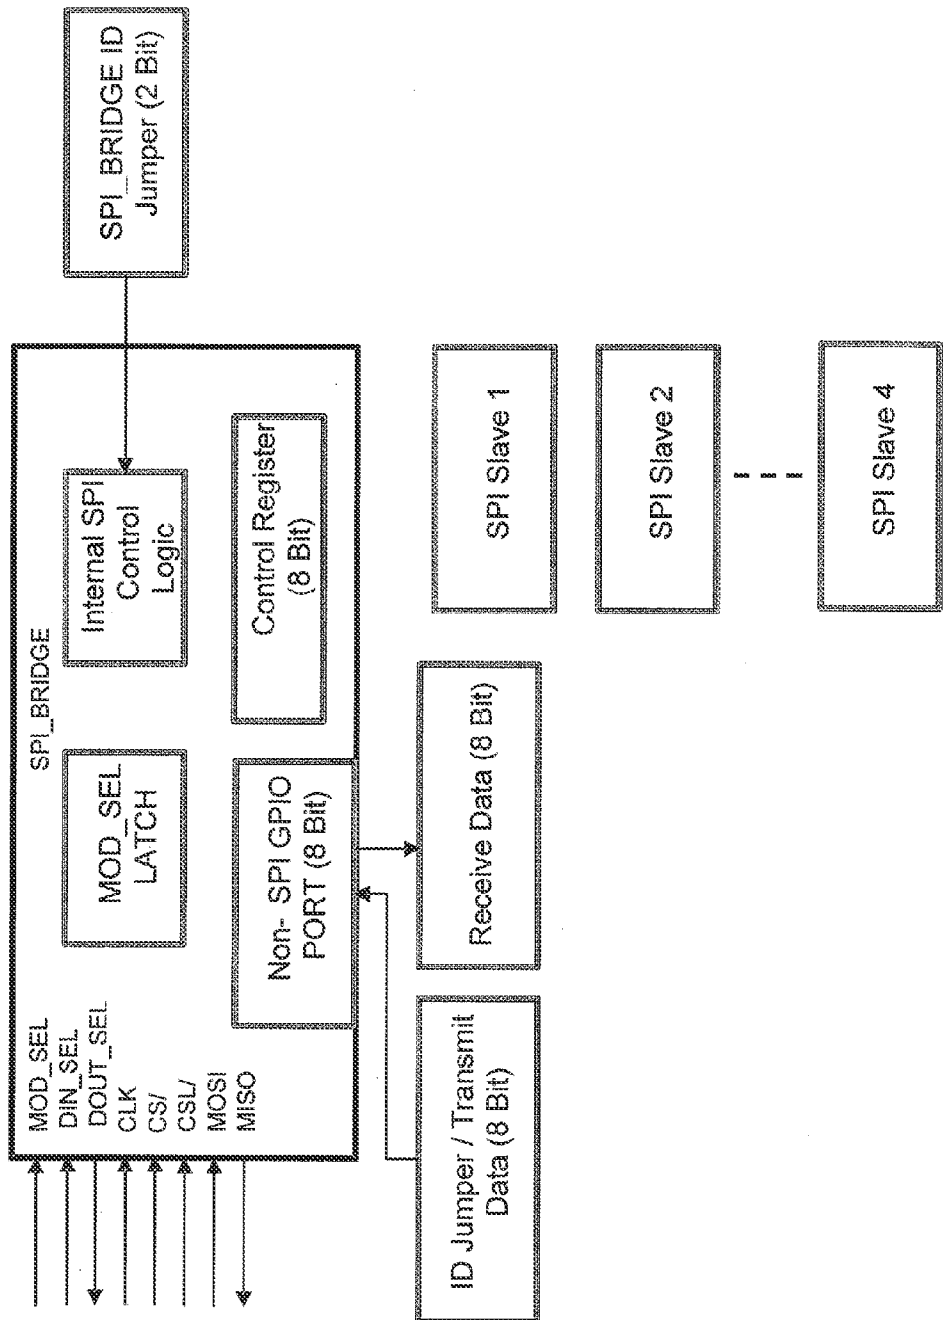 SPI_BRIDGE
MOD_SEL
DIN_SEL
DOUT_SEL
CLK
CS/
CSL/
MOSI
MISO
MOD_SEL
LATCH
Internal SPI
Control
Logic
SPI_BRIDGE ID
Jumper (2 Bit)
Non- SPI GPIO
PORT (8 Bit)
Control Register
(8 Bit)
ID Jumper / Transmit
Data (8 Bit)
Receive Data (8 Bit)
SPI Slave 1
SPI Slave 2
SPI Slave 4